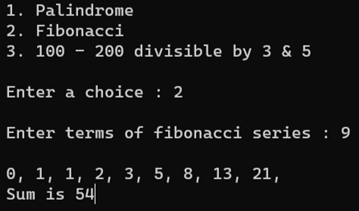 1. Palindrome
2. Fibonacci
3. 100 - 200 divisible by 3 & 5
Enter a choice : 2
Enter terms of fibonacci series : 9
0, 1, 1, 2, 3, 5, 8, 13, 21,
Sum is 54